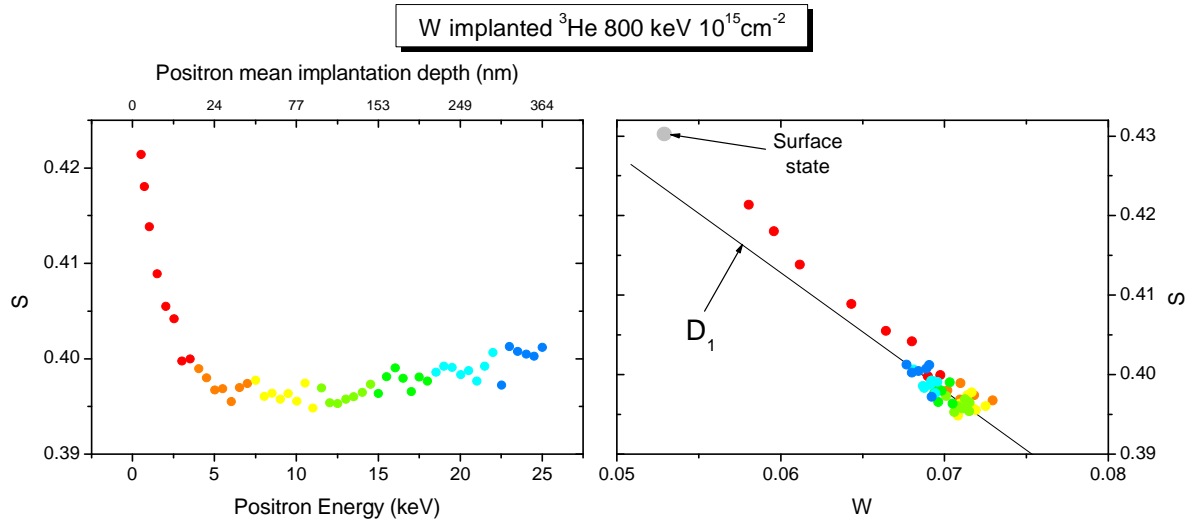 W implanted ³He 800 keV 10¹⁵cm⁻²
Positron mean implantation depth (nm)
0 24 77 153 249 364
0.42
0.41
0.40
0.39
S
0 5 10 15 20 25
Positron Energy (keV)
Surface
state
D₁
0.43
0.42
0.41
0.40
0.39
S
0.05 0.06 0.07 0.08
W